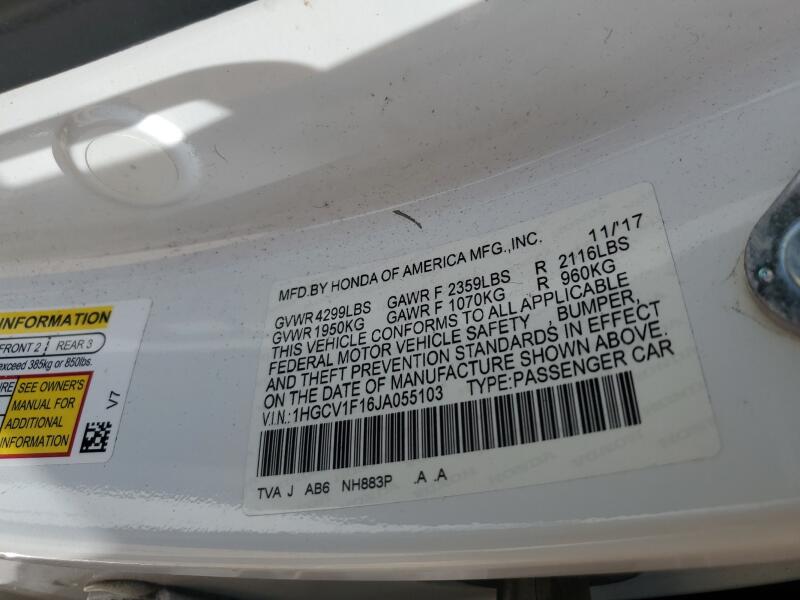 INFORMATION
FRONT 2 REAR 3
exceed 385kg or 850lbs.
SEE OWNER'S
MANUAL FOR
ADDITIONAL
INFORMATION
V7
MFD.BY HONDA OF AMERICA MFG.,INC. 11/'17
GVWR 4299LBS GAWR F 2359LBS R 2116LBS
GVWR 1950KG GAWR F 1070KG R 960KG
THIS VEHICLE CONFORMS TO ALL APPLICABLE
FEDERAL MOTOR VEHICLE SAFETY , BUMPER,
AND THEFT PREVENTION STANDARDS IN EFFECT
ON THE DATE OF MANUFACTURE SHOWN ABOVE.
V.I.N.:1HGCV1F16JA055103 TYPE:PASSENGER CAR
TVA J AB6 NH883P .A .A